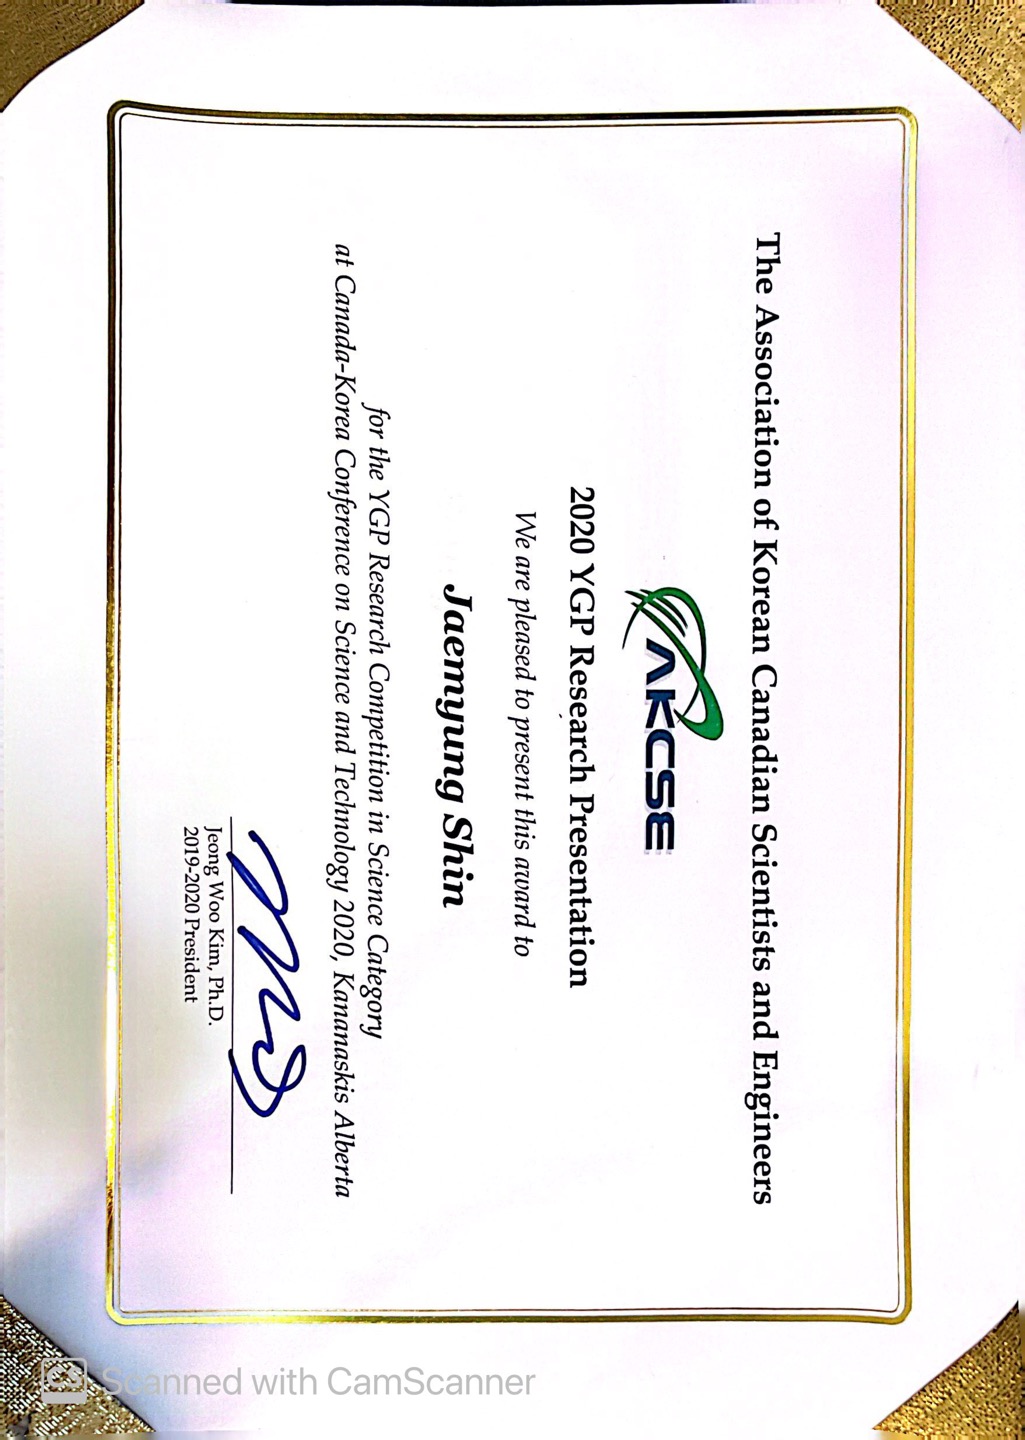 The Association of Korean Canadian Scientists and Engineers
AKCSE
2020 YGP Research Presentation
We are pleased to present this award to
Jaemyung Shin
for the YGP Research Competition in Science Category
at Canada-Korea Conference on Science and Technology 2020, Kananaskis Alberta
Jeong Woo Kim, Ph.D.
2019-2020 President
CS Scanned with CamScanner